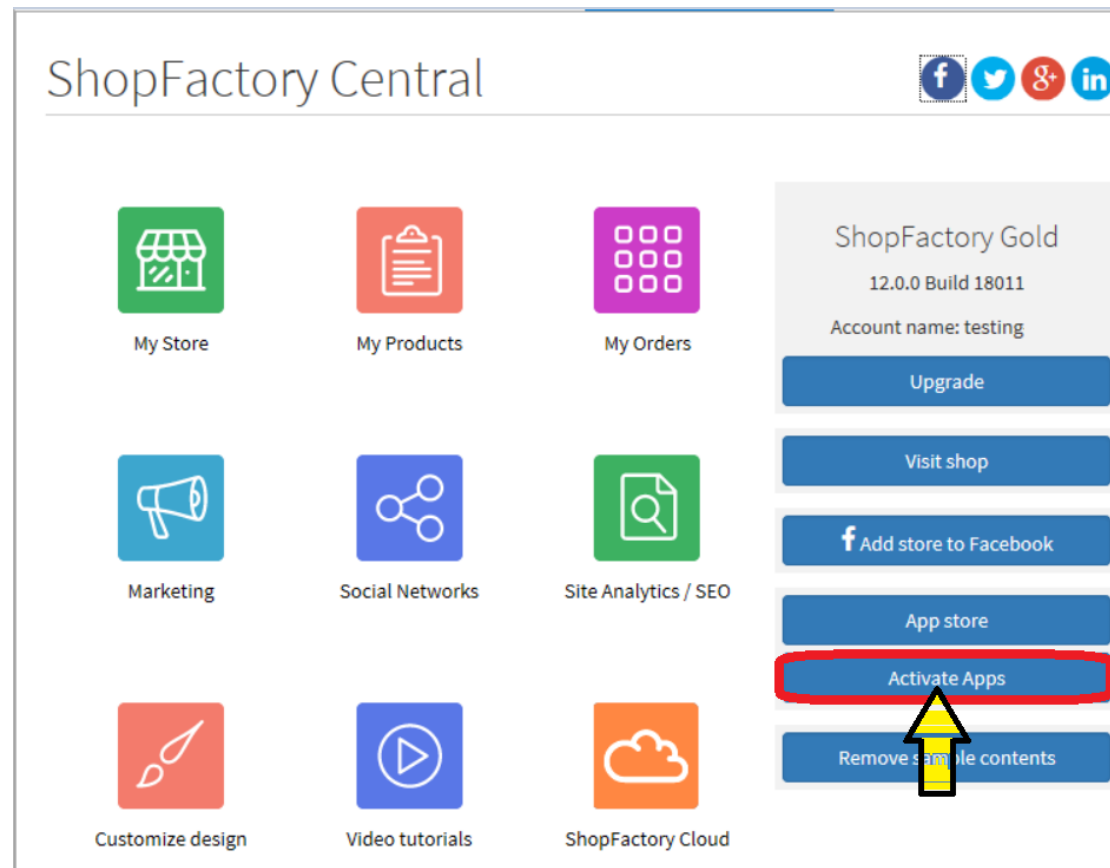 ShopFactory Central
f
8+
in
My Store
My Products
My Orders
Marketing
Social Networks
Site Analytics / SEO
Customize design
Video tutorials
ShopFactory Cloud
ShopFactory Gold
12.0.0 Build 18011
Account name: testing
Upgrade
Visit shop
f Add store to Facebook
App store
Activate Apps
Remove sample contents